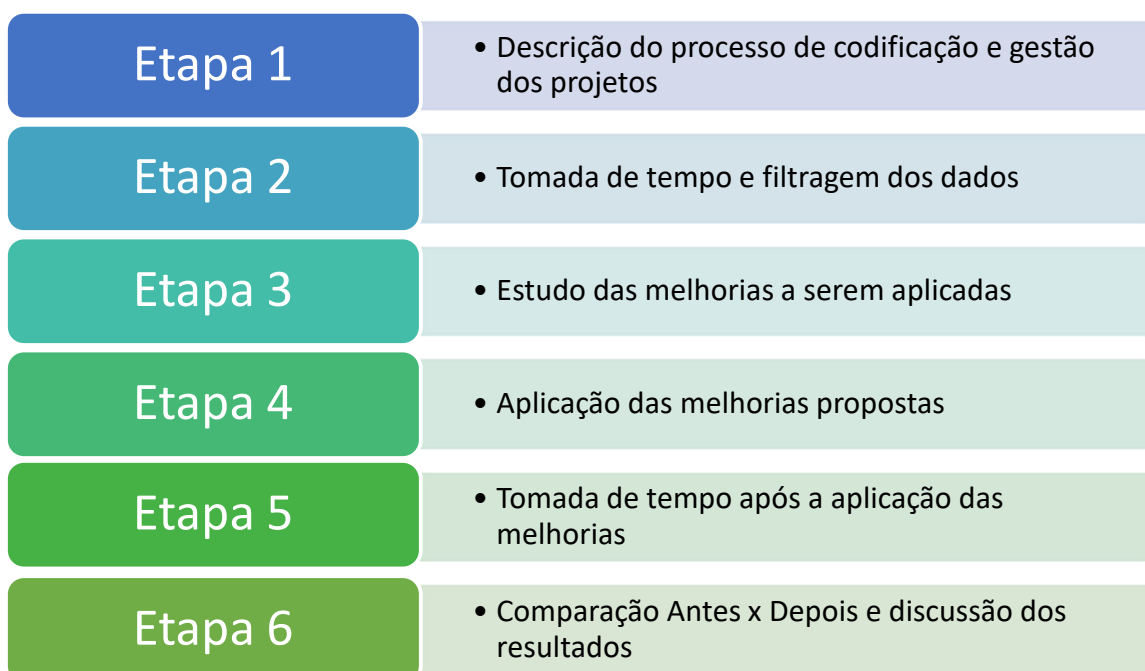 Etapa 1
• Descrição do processo de codificação e gestão
dos projetos
Etapa 2
• Tomada de tempo e filtragem dos dados
Etapa 3
• Estudo das melhorias a serem aplicadas
Etapa 4
• Aplicação das melhorias propostas
Etapa 5
• Tomada de tempo após a aplicação das
melhorias
Etapa 6
• Comparação Antes x Depois e discussão dos
resultados